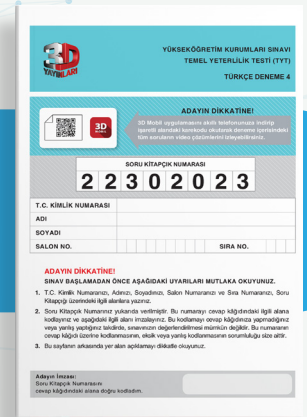 3D
YAYINLARI
YÜKSEKÖĞRETİM KURUMLARI SINAVI
TEMEL YETERLİLİK TESTİ (TYT)
TÜRKÇE DENEME 4
3D
ADAYIN DİKKATİNE!
3D Mobil uygulamasını akıllı telefonunuza indirip
işaretli alandaki karekodu okutarak deneme içerisindeki
tüm soruların video çözümlerini izleyebilirsiniz.
SORU KİTAPÇIK NUMARASI
2 2 3 0 2 0 2 3
T.C. KİMLİK NUMARASI
ADI
SOYADI
SALON NO.
SIRA NO.
ADAYIN DİKKATİNE!
SINAV BAŞLAMADAN ÖNCE AŞAĞIDAKİ UYARILARI MUTLAKA OKUYUNUZ.
1. T.C. Kimlik Numaranızı, Adınızı, Soyadınızı, Salon Numaranızı ve Sıra Numaranızı, Soru
Kitapçığı üzerindeki ilgili alanlara yazınız.
2. Soru Kitapçık Numaranız yukarıda verilmiştir. Bu numarayı cevap kâğıdındaki ilgili alana
kodlayınız ve aşağıdaki ilgili alanı imzalayınız. Bu kodlamayı cevap kâğıdınıza yapmadığınız
veya yanlış yaptığınız takdirde, sınavınızın değerlendirilmesi mümkün değildir. Bu numaranın
cevap kâğıdı üzerine kodlanmasının, eksik veya yanlış kodlanmasının sorumluluğu size aittir.
3. Bu sayfanın arkasında yer alan açıklamayı dikkatle okuyunuz.
Adayın İmzası:
Soru Kitapçık Numarasını
cevap kâğıdındaki alana doğru kodladım.